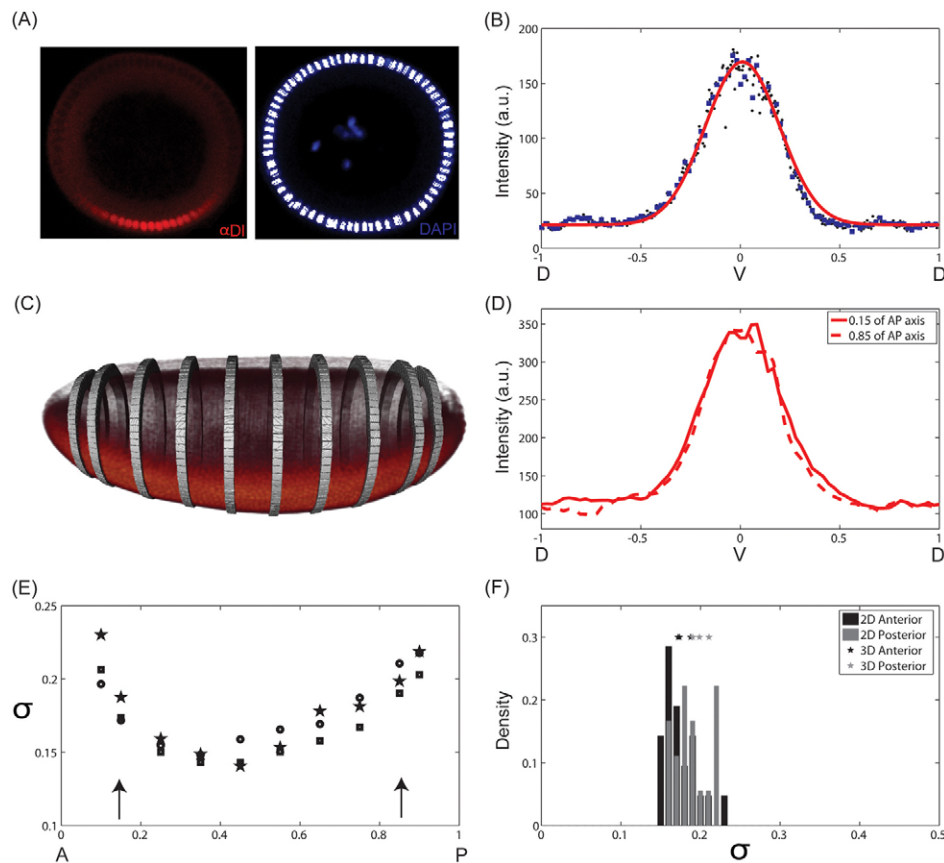 (A)
αDl
DAPI
(B)
Intensity (a.u.)
200
150
100
50
0
-1
-0.5
0
0.5
1
D
V
D
(C)
(D)
Intensity (a.u.)
350
300
250
200
150
100
0.15 of AP axis
0.85 of AP axis
-1
-0.5
0
0.5
1
D
V
D
(E)
σ
0.25
0.2
0.15
0.1
0
0.2
0.4
0.6
0.8
1
A
P
(F)
Density
0.3
0.2
0.1
0
2D Anterior
2D Posterior
3D Anterior
3D Posterior
0
0.1
0.2
0.3
0.4
0.5
σ